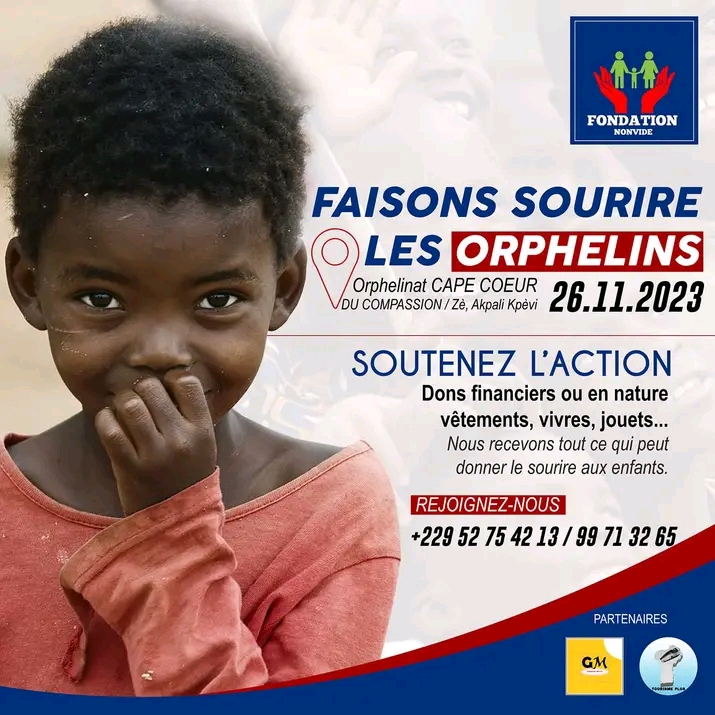 FONDATION
NONVIDE
FAISONS SOURIRE
LES ORPHELINS
Orphelinat CAPE COEUR
DU COMPASSION / Zè, Akpali Kpèvi
26.11.2023
SOUTENEZ L'ACTION
Dons financiers ou en nature
vêtements, vivres, jouets...
Nous recevons tout ce qui peut
donner le sourire aux enfants.
REJOIGNEZ-NOUS
+229 52 75 42 13 / 99 71 32 65
PARTENAIRES
GM
TOURISME PLUR